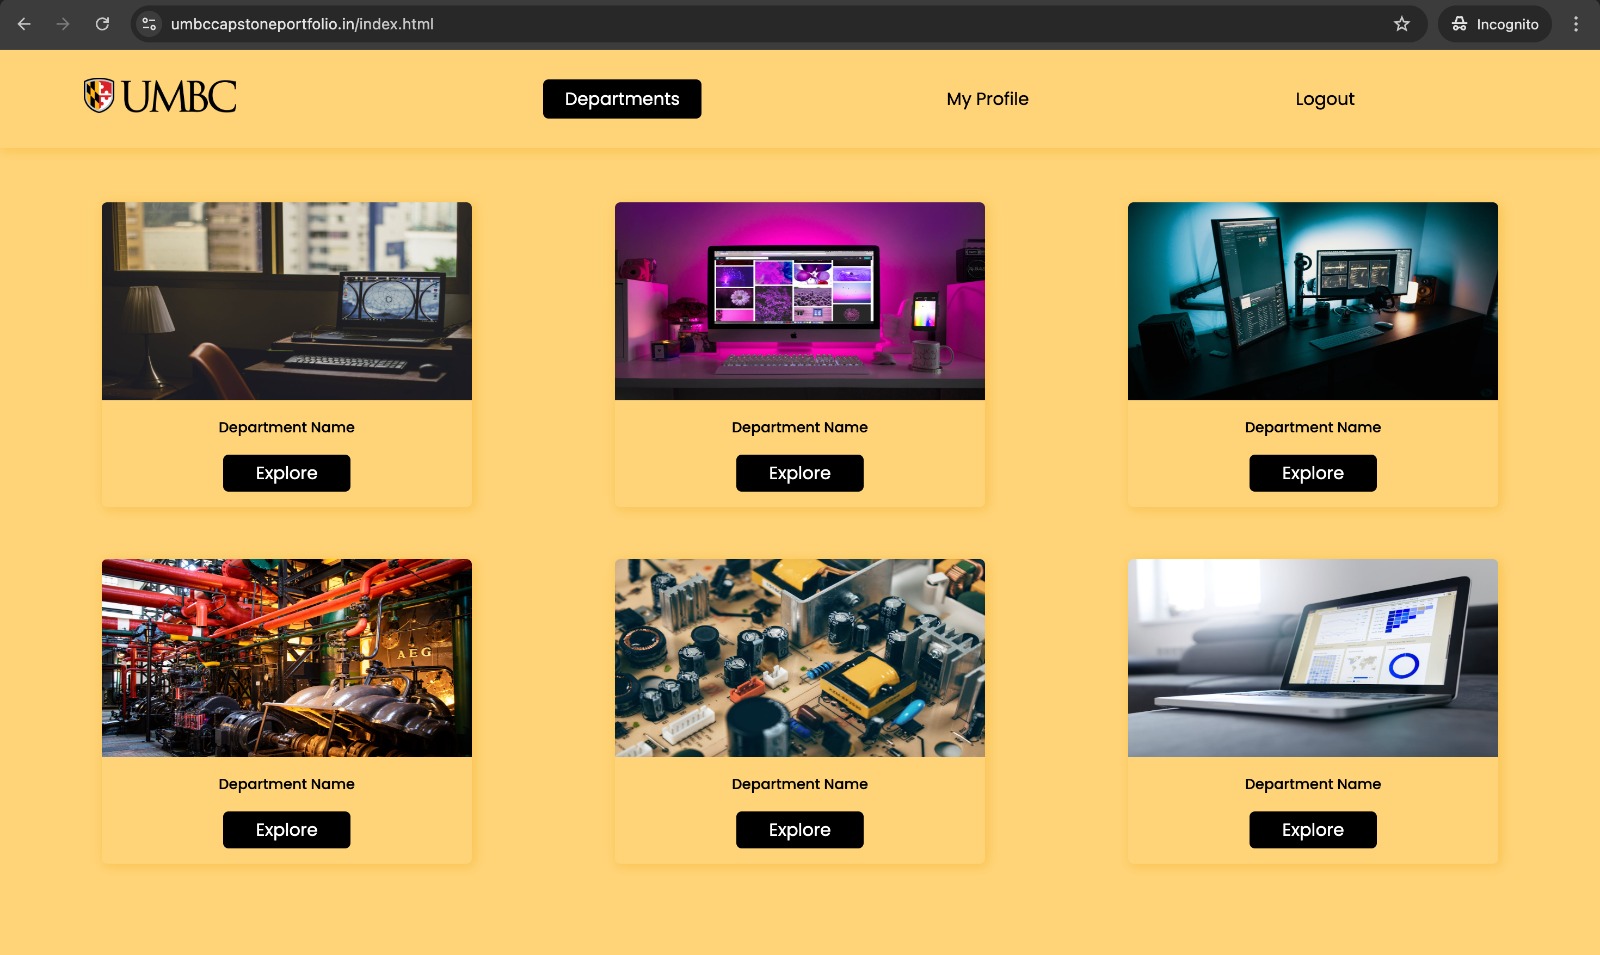 umbccapstoneportfolio.in/index.html
Incognito
UMBC
Departments
My Profile
Logout
Department Name
Department Name
Department Name
Explore
Explore
Explore
AEG
Department Name
Department Name
Department Name
Explore
Explore
Explore